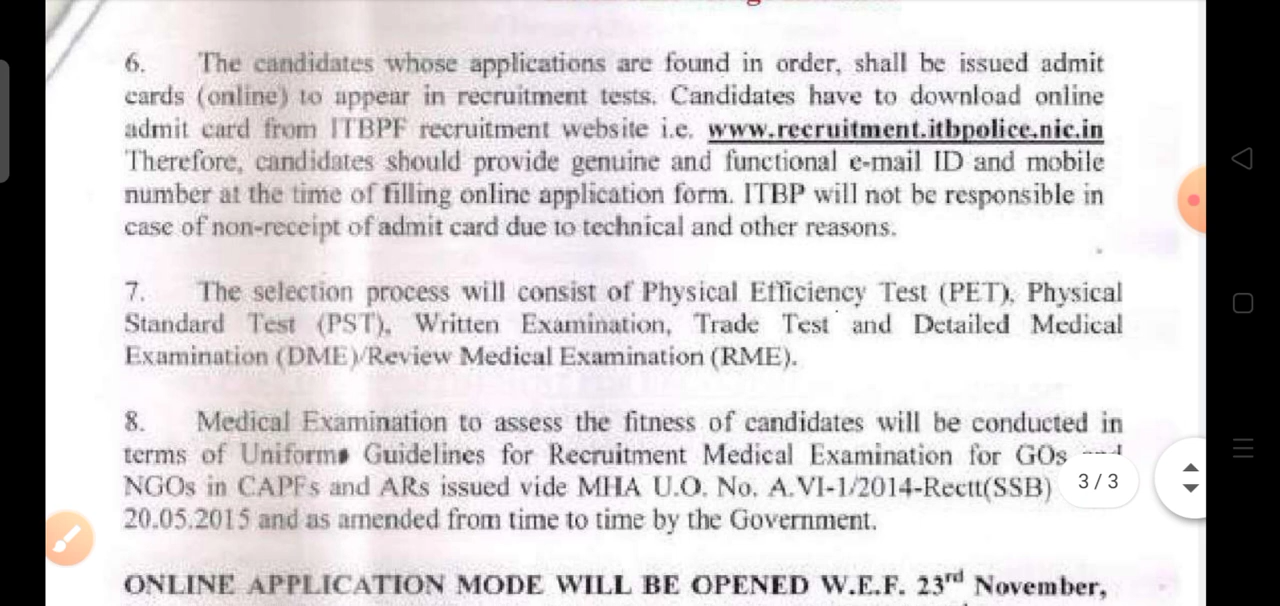 6. The candidates whose applications are found in order, shall be issued admit
cards (online) to appear in recruitment tests. Candidates have to download online
admit card from ITBPF recruitment website i.e. www.recruitment.itbpolice.nic.in
Therefore, candidates should provide genuine and functional e-mail ID and mobile
number at the time of filling online application form. ITBP will not be responsible in
case of non-receipt of admit card due to technical and other reasons.
7. The selection process will consist of Physical Efficiency Test (PET), Physical
Standard Test (PST), Written Examination, Trade Test and Detailed Medical
Examination (DME)/Review Medical Examination (RME).
8. Medical Examination to assess the fitness of candidates will be conducted in
terms of Uniform Guidelines for Recruitment Medical Examination for GOs
NGOs in CAPFs and ARs issued vide MHA U.O. No. A.VI-1/2014-Rectt(SSB)
3 / 3
20.05.2015 and as amended from time to time by the Government.
ONLINE APPLICATION MODE WILL BE OPENED W.E.F. 23rd November,